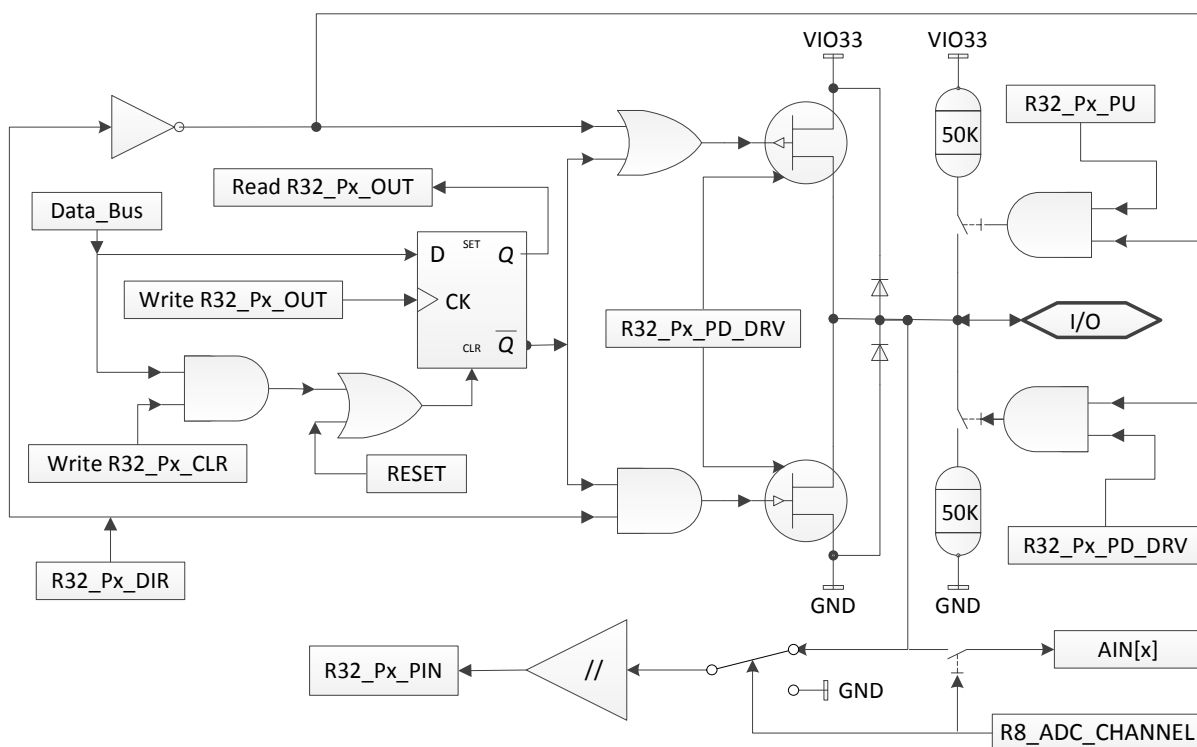 VIO33
VIO33
R32_Px_PU
50K
Read R32_Px_OUT
Data_Bus
D
SET
Q
Write R32_Px_OUT
CK
R32_Px_PD_DRV
I/O
CLR
Q
Write R32_Px_CLR
RESET
50K
R32_Px_PD_DRV
R32_Px_DIR
GND
GND
R32_Px_PIN
//
AIN[x]
GND
R8_ADC_CHANNEL